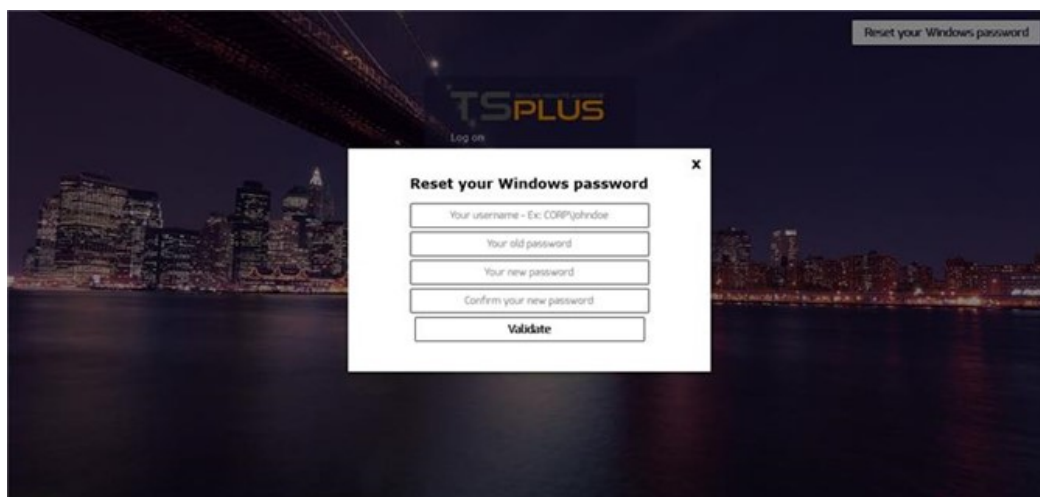 Reset your Windows password
TSPLUS
Log on
x
Reset your Windows password
Your username - Ex: CORP\johndoe
Your old password
Your new password
Confirm your new password
Validate